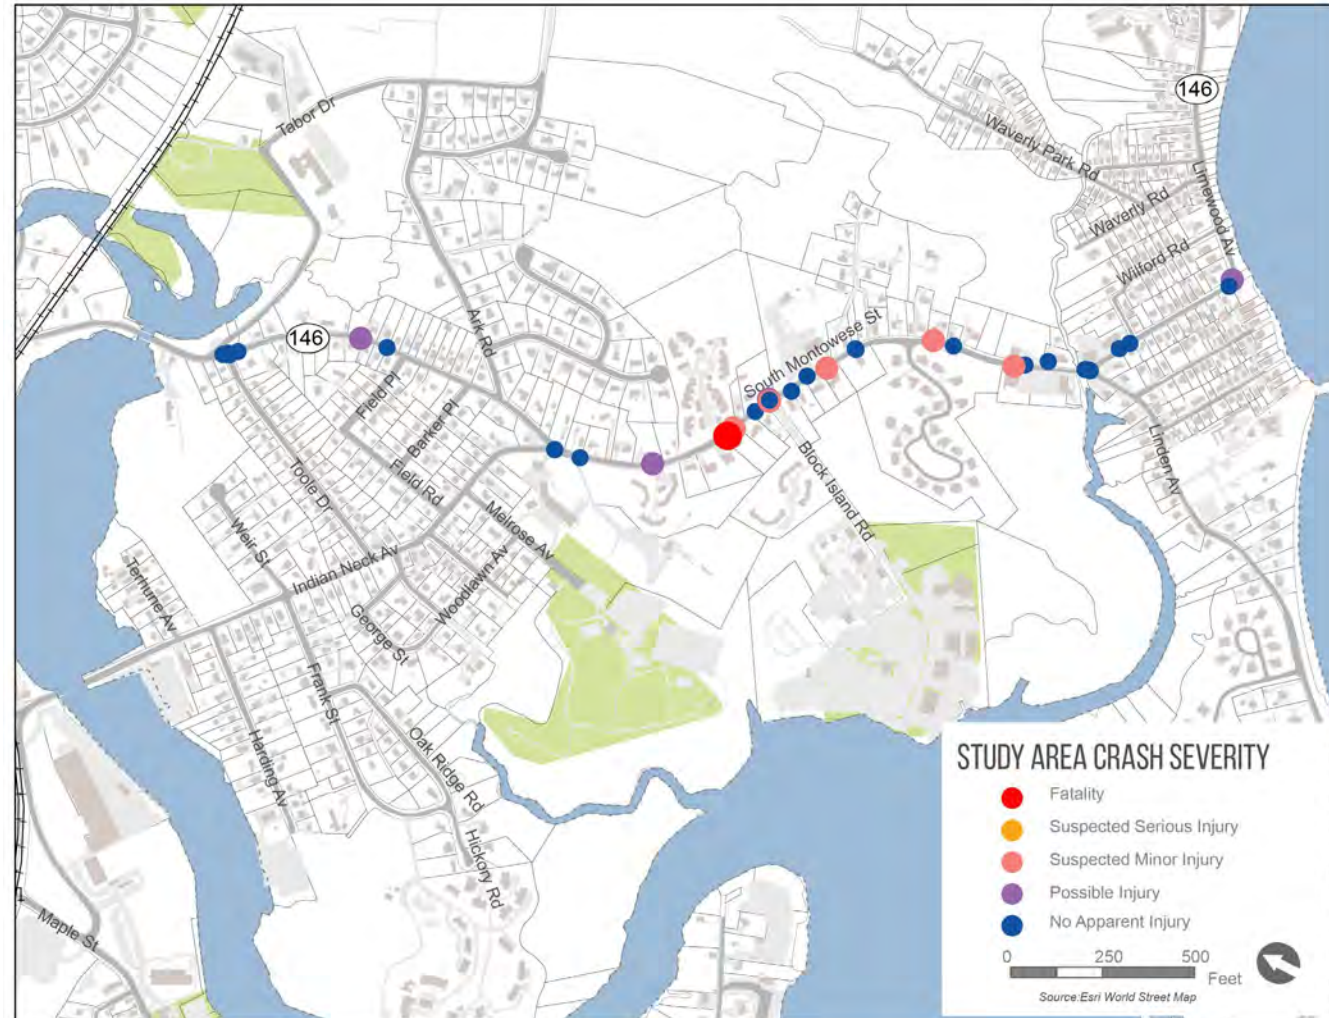 146
Tabor Dr
Waverly Park Rd
Limewood Av
Waverly Rd
Wilford Rd
146
Ark Rd
South Montowese St
Field Pl
Barker Pl
Linden Av
Toole Dr
Field Rd
Melrose Av
Block Island Rd
Weir St
Indian Neck Av
Woodlawn Av
Terhune Av
George St
Frank St
Harding Av
Oak Ridge Rd
Hickory Rd
Maple St
STUDY AREA CRASH SEVERITY
Fatality
Suspected Serious Injury
Suspected Minor Injury
Possible Injury
No Apparent Injury
0 250 500
Feet
Source:Esri World Street Map